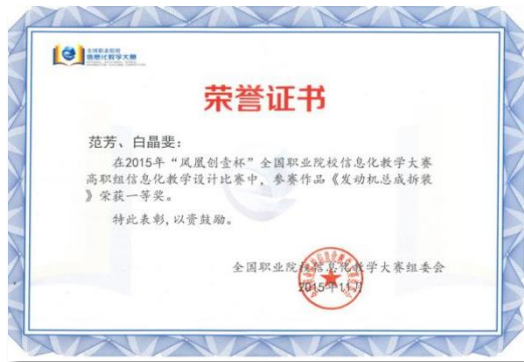 全国职业院校
信息化教学大赛
荣誉证书
范芳、白晶斐:
在2015年“凤凰创壹杯”全国职业院校信息化教学大赛
高职组信息化教学设计比赛中，参赛作品《发动机总成拆装
》荣获一等奖。
特此表彰,以资鼓励。
全国职业院校信息化教学大赛组委会
2015年11月